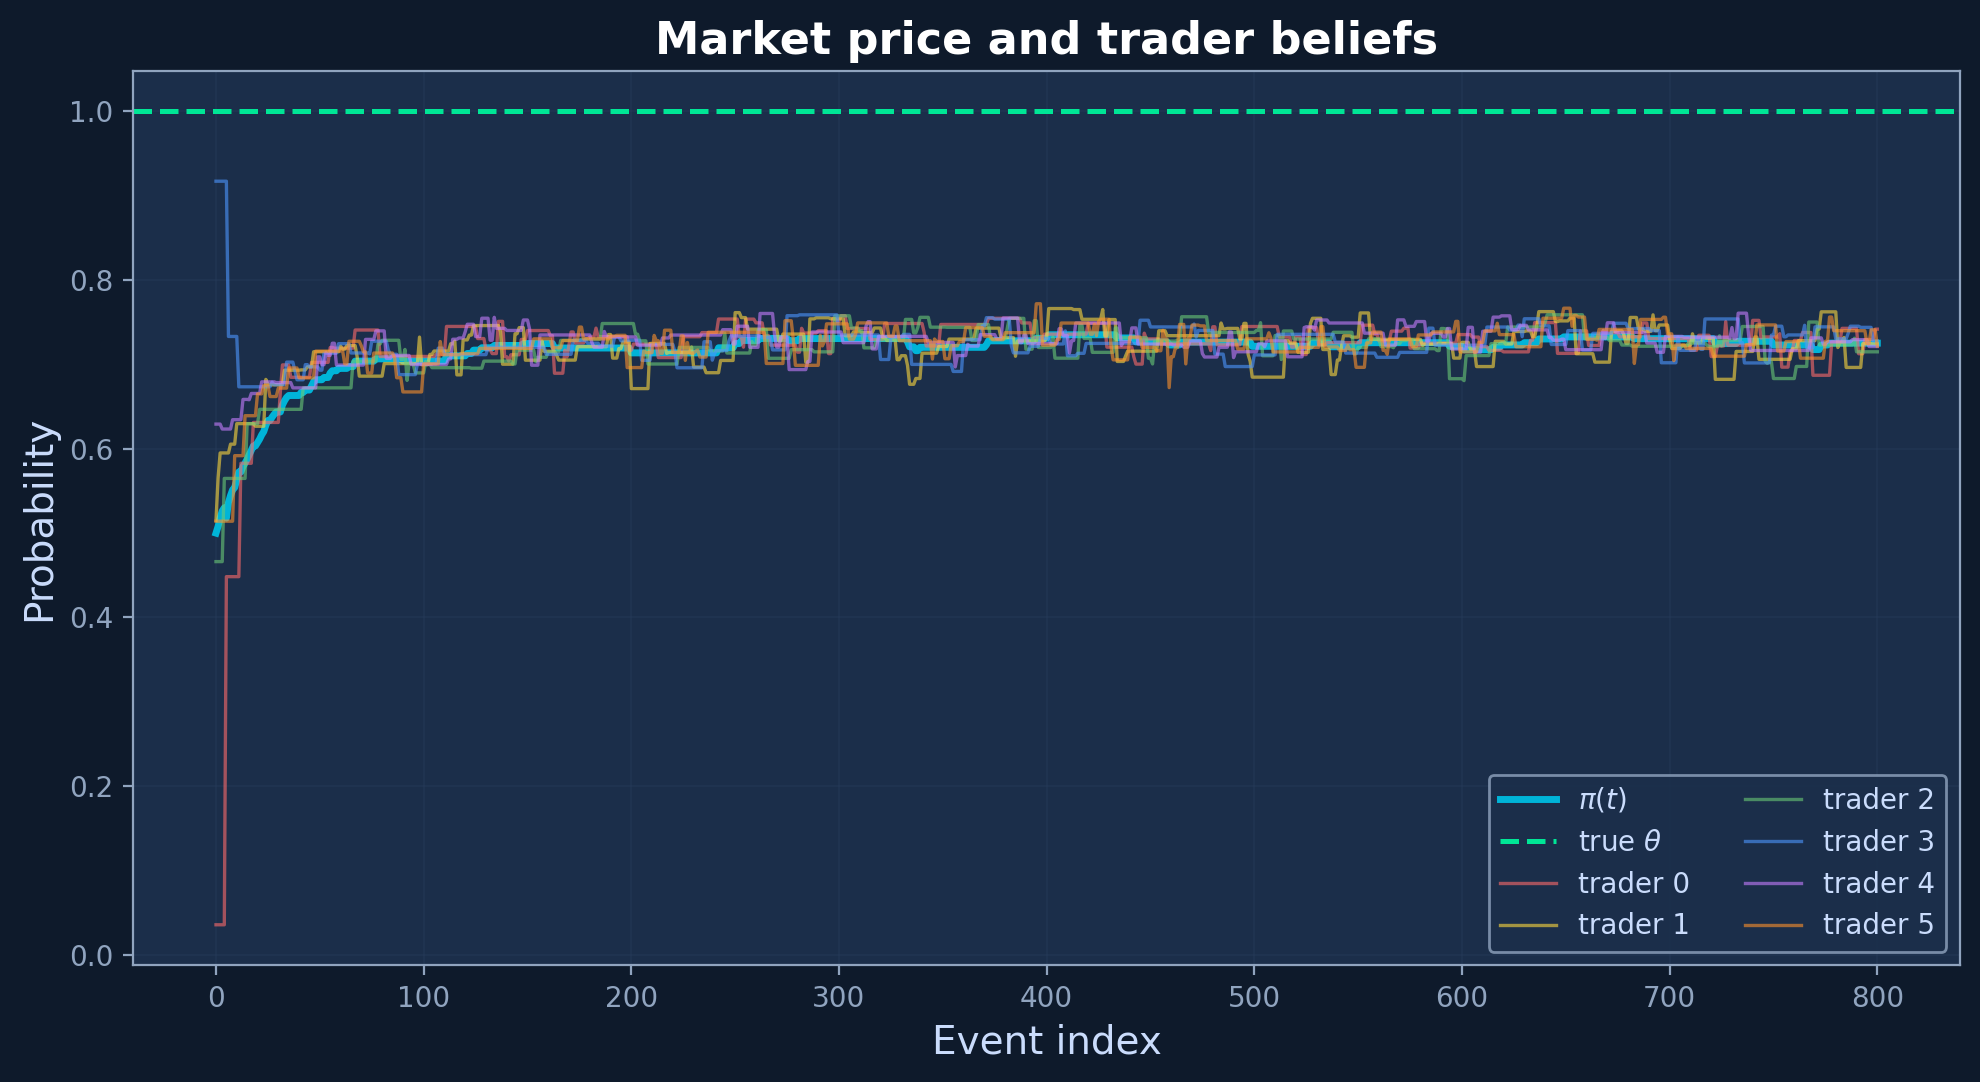 Market price and trader beliefs
1.0
0.8
0.6
0.4
0.2
0.0
Probability
0 100 200 300 400 500 600 700 800
Event index
π(t)
true θ
trader 0
trader 1
trader 2
trader 3
trader 4
trader 5